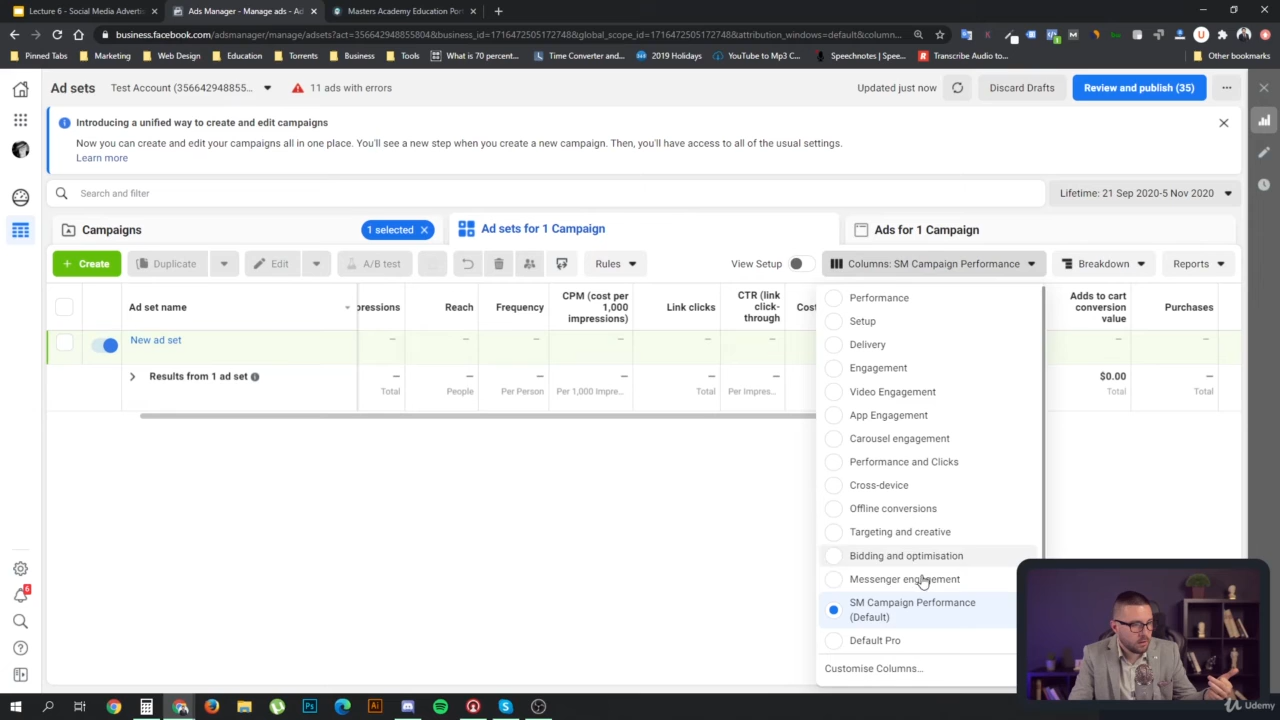 Lecture 6 - Social Media Adverti
Ads Manager - Manage ads - Ad
Masters Academy Education Port
business.facebook.com/adsmanager/manage/adsets?act=356642948855804&business_id=1716472505172748&global_scope_id=1716472505172748&attribution_windows=default&colum...
Pinned Tabs
Marketing
Web Design
Education
Torrents
Business
Tools
What is 70 percent...
Time Converter and...
2019 Holidays
YouTube to Mp3 C...
Speechnotes | Spee...
Transcribe Audio to...
Other bookmarks
Ad sets
Test Account (356642948855...
11 ads with errors
Updated just now
Discard Drafts
Review and publish (35)
Introducing a unified way to create and edit campaigns
Now you can create and edit your campaigns all in one place. You'll see a new step when you create a new campaign. Then, you'll have access to all of the usual settings.
Learn more
Search and filter
Lifetime: 21 Sep 2020-5 Nov 2020
Campaigns
1 selected
Ad sets for 1 Campaign
Ads for 1 Campaign
+ Create
Duplicate
Edit
A/B test
Rules
View Setup
Columns: SM Campaign Performance
Breakdown
Reports
Ad set name
pressions
Reach
Frequency
CPM (cost per
1,000
impressions)
Link clicks
CTR (link
click-
through
Cost
Adds to cart
conversion
value
Purchases
New ad set
Results from 1 ad set
Total
People
Per Person
Per 1,000 Impre...
Total
Per Impres...
$0.00
Total
Total
Performance
Setup
Delivery
Engagement
Video Engagement
App Engagement
Carousel engagement
Performance and Clicks
Cross-device
Offline conversions
Targeting and creative
Bidding and optimisation
Messenger engagement
SM Campaign Performance
(Default)
Default Pro
Customise Columns...
6
Udemy